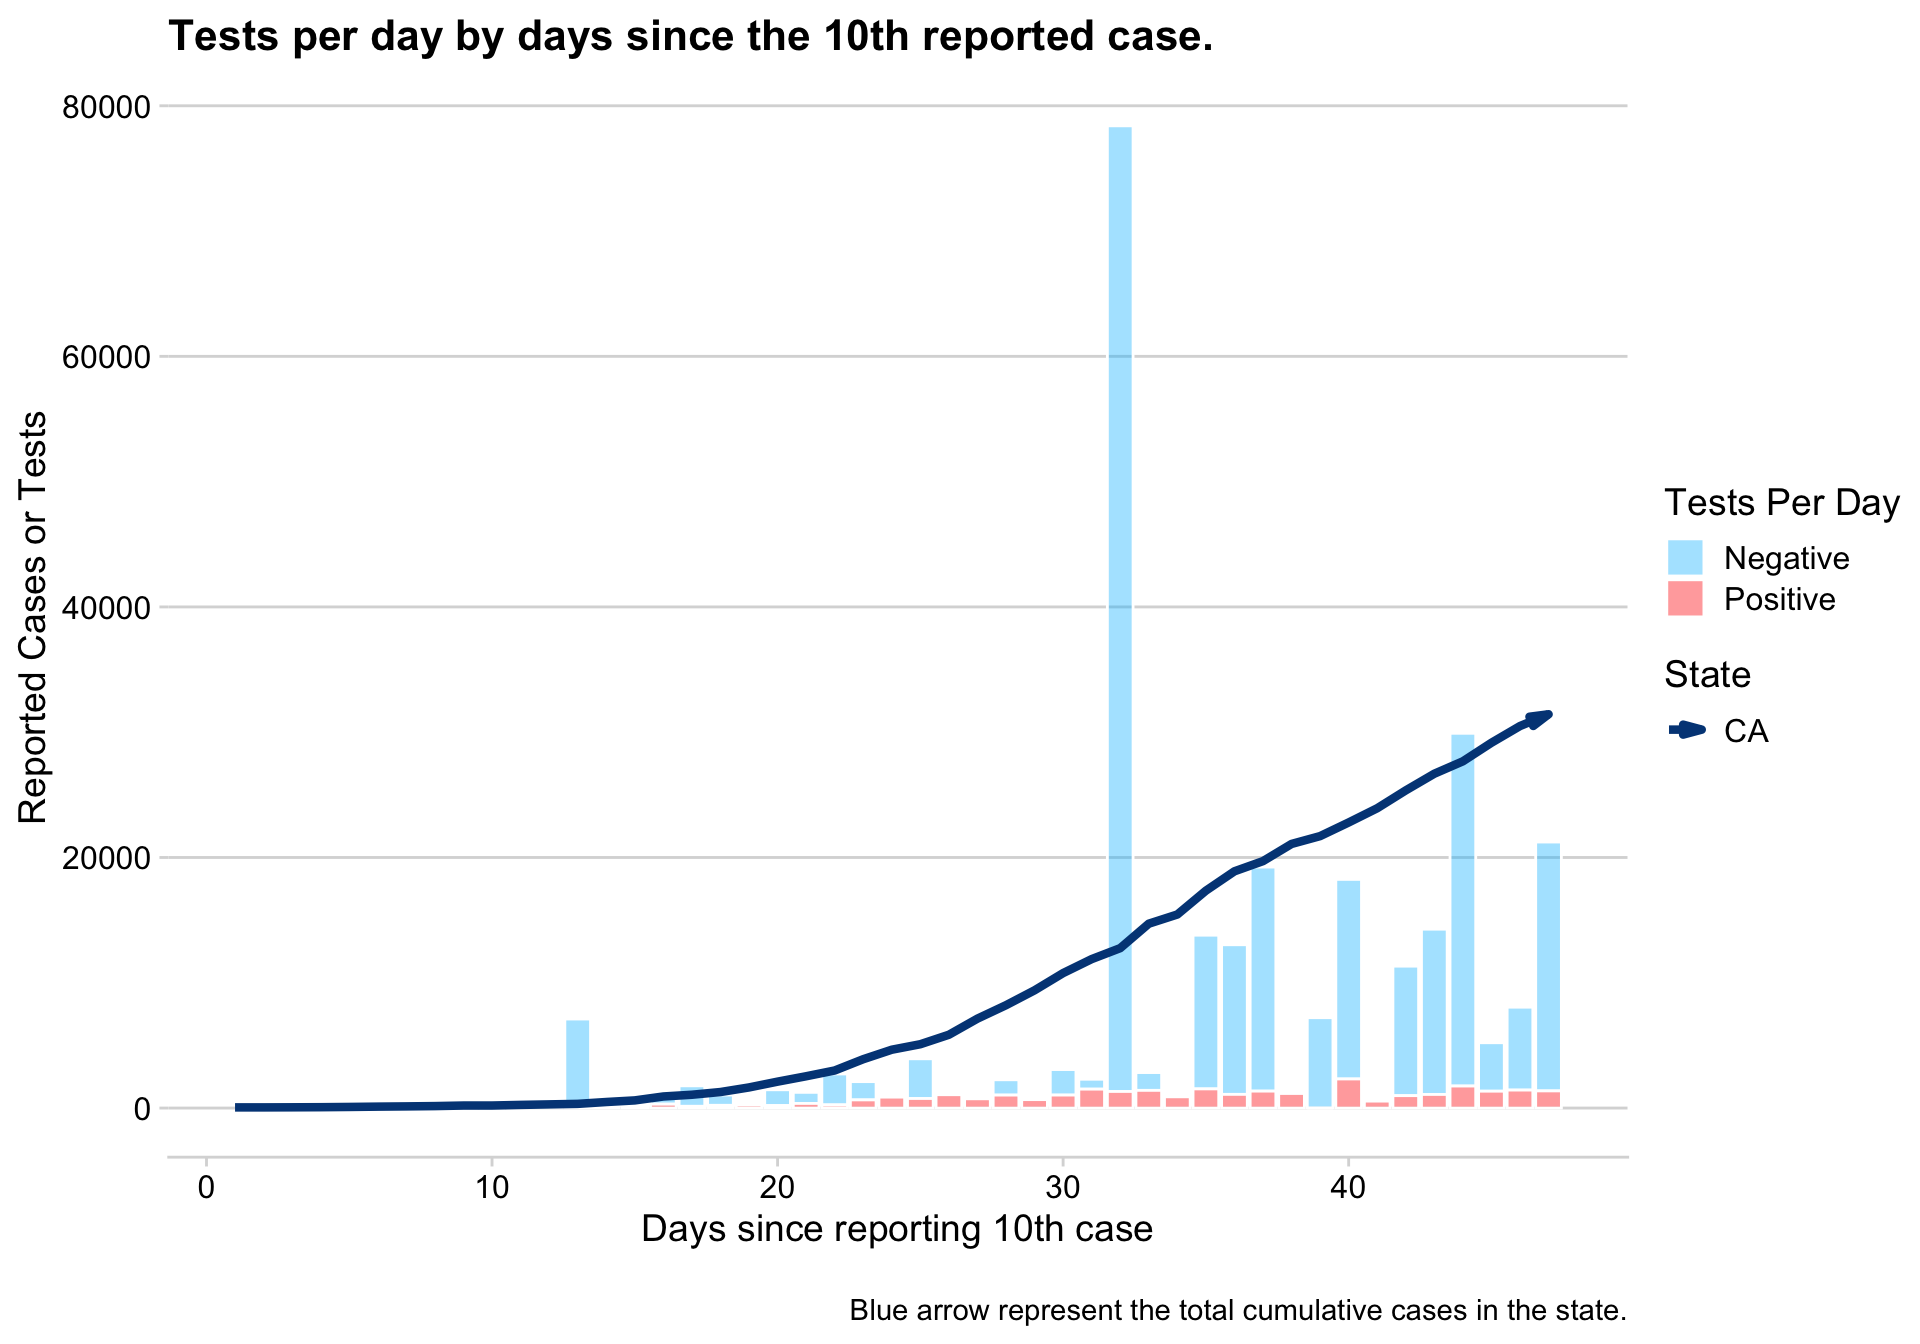 Tests per day by days since the 10th reported case.
80000
60000
40000
20000
0
Reported Cases or Tests
0 10 20 30 40
Days since reporting 10th case
Tests Per Day
Negative
Positive
State
CA
Blue arrow represent the total cumulative cases in the state.